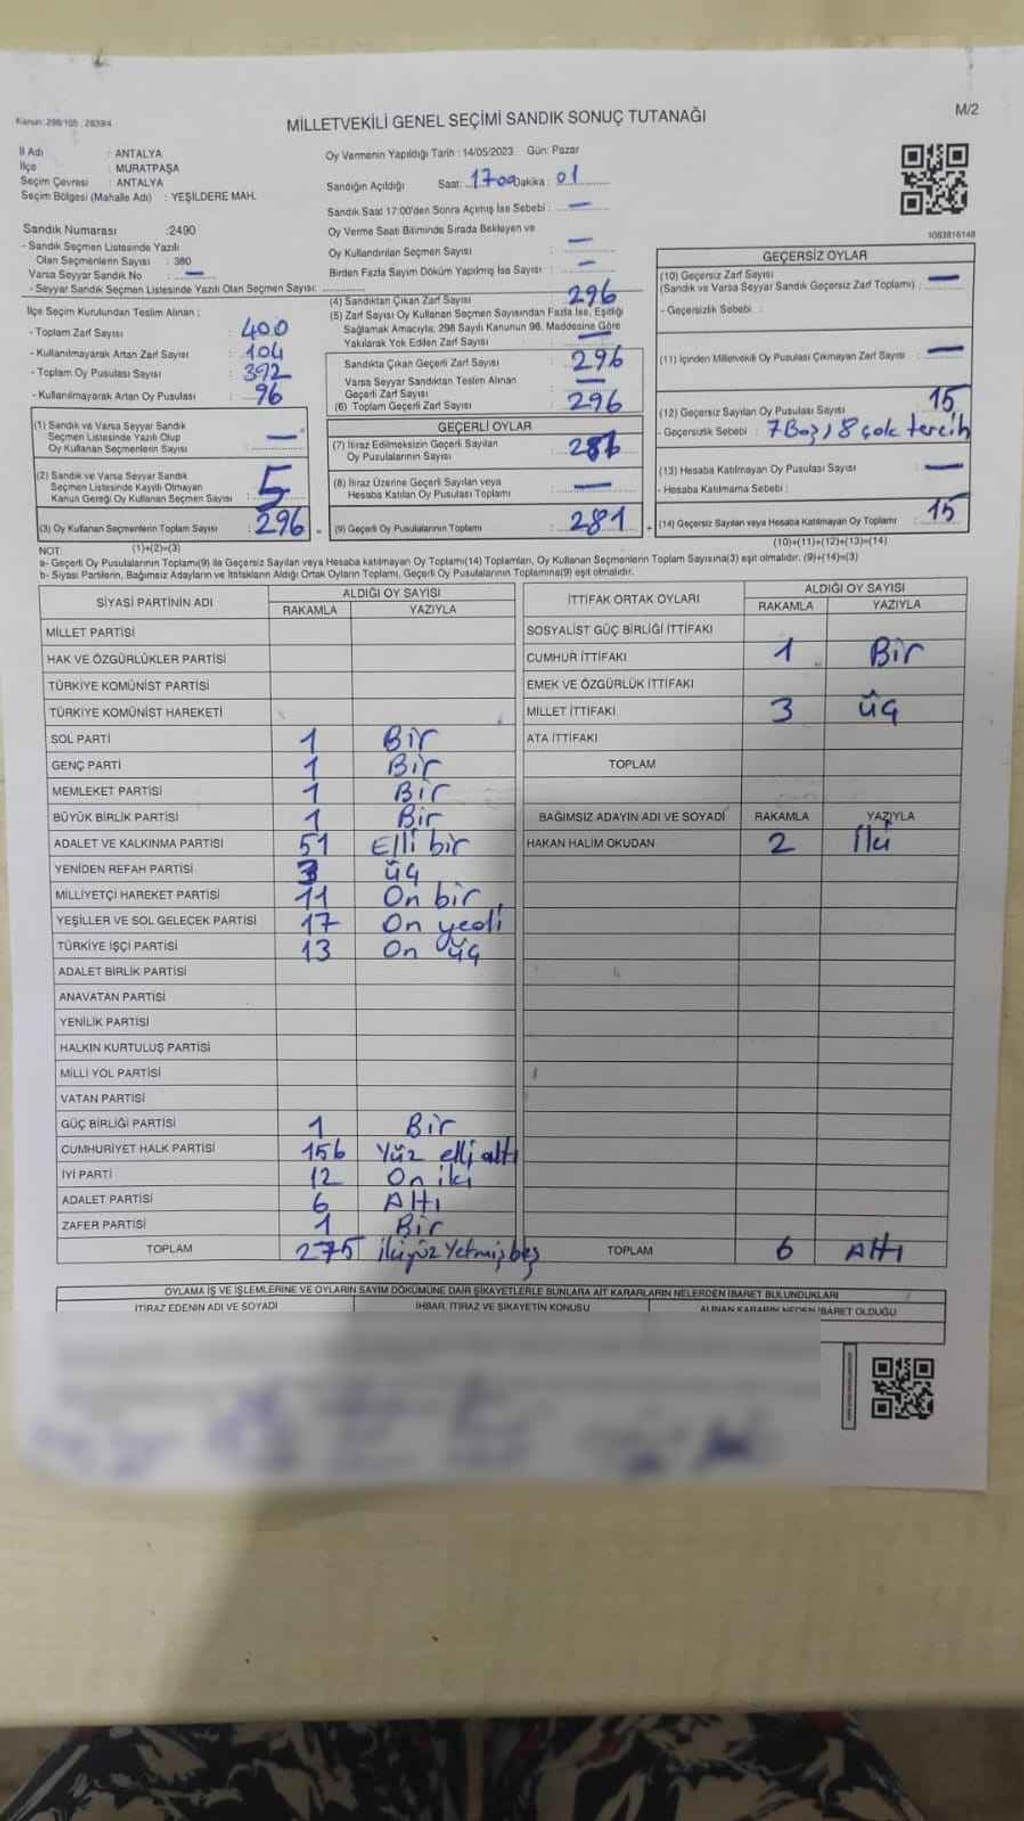 Kanun: 298/105, 2839/4
MİLLETVEKİLİ GENEL SEÇİMİ SANDIK SONUÇ TUTANAĞI
M/2
İl Adı : ANTALYA
İlçe : MURATPAŞA
Seçim Çevresi : ANTALYA
Seçim Bölgesi (Mahalle Adı) : YEŞİLDERE MAH.
Oy Vermenin Yapıldığı Tarih : 14/05/2023 Gün: Pazar
Sandığın Açıldığı Saat: 17 00 Dakika : 01
Sandık Saat 17:00'den Sonra Açılmış İse Sebebi : —
Oy Verme Saati Bitiminde Sırada Bekleyen ve
Oy Kullandırılan Seçmen Sayısı : —
Birden Fazla Sayım Döküm Yapılmış İse Sayısı : —
1083816148
Sandık Numarası :2490
- Sandık Seçmen Listesinde Yazılı
Olan Seçmenlerin Sayısı : 380
Varsa Seyyar Sandık No : —
- Seyyar Sandık Seçmen Listesinde Yazılı Olan Seçmen Sayısı:
İlçe Seçim Kurulundan Teslim Alınan :
- Toplam Zarf Sayısı : 400
- Kullanılmayarak Artan Zarf Sayısı : 104
- Toplam Oy Pusulası Sayısı : 392
- Kullanılmayarak Artan Oy Pusulası : 96
(1) Sandık ve Varsa Seyyar Sandık
Seçmen Listesinde Yazılı Olup
Oy Kullanan Seçmenlerin Sayısı : —
(2) Sandık ve Varsa Seyyar Sandık
Seçmen Listesinde Kayıtlı Olmayan
Kanun Gereği Oy Kullanan Seçmen Sayısı : 5
(3) Oy Kullanan Seçmenlerin Toplam Sayısı : 296
(1)+(2)=(3)
(4) Sandıktan Çıkan Zarf Sayısı : 296
(5) Zarf Sayısı Oy Kullanan Seçmen Sayısından Fazla İse, Eşitliği
Sağlamak Amacıyla, 298 Sayılı Kanunun 98. Maddesine Göre
Yakılarak Yok Edilen Zarf Sayısı : —
Sandıkta Çıkan Geçerli Zarf Sayısı : 296
Varsa Seyyar Sandıktan Teslim Alınan
Geçerli Zarf Sayısı : —
(6) Toplam Geçerli Zarf Sayısı : 296
GEÇERLİ OYLAR
(7) İtiraz Edilmeksizin Geçerli Sayılan
Oy Pusulalarının Sayısı :
(8) İtiraz Üzerine Geçerli Sayılan veya
Hesaba Katılan Oy Pusulası Toplamı : —
(9) Geçerli Oy Pusulalarının Toplamı : 281
GEÇERSİZ OYLAR
(10) Geçersiz Zarf Sayısı
(Sandık ve Varsa Seyyar Sandık Geçersiz Zarf Toplamı) : —
- Geçersizlik Sebebi :
(11) İçinden Milletvekili Oy Pusulası Çıkmayan Zarf Sayısı : —
(12) Geçersiz Sayılan Oy Pusulası Sayısı : 15
- Geçersizlik Sebebi : 7 Boş, 8 çok tercih
(13) Hesaba Katılmayan Oy Pusulası Sayısı : —
- Hesaba Katılmama Sebebi :
(14) Geçersiz Sayılan veya Hesaba Katılmayan Oy Toplamı : 15
(10)+(11)+(12)+(13)=(14)
NOT:
a- Geçerli Oy Pusulalarının Toplamı(9) ile Geçersiz Sayılan veya Hesaba katılmayan Oy Toplamı(14) Toplamları, Oy Kullanan Seçmenlerin Toplam Sayısına(3) eşit olmalıdır. (9)+(14)=(3)
b- Siyasi Partilerin, Bağımsız Adayların ve İttifakların Aldığı Ortak Oyların Toplamı, Geçerli Oy Pusulalarının Toplamına(9) eşit olmalıdır.
SİYASİ PARTİNİN ADI ALDIĞI OY SAYISI
RAKAMLA YAZIYLA
MİLLET PARTİSİ
HAK VE ÖZGÜRLÜKLER PARTİSİ
TÜRKİYE KOMÜNİST PARTİSİ
TÜRKİYE KOMÜNİST HAREKETİ
SOL PARTİ 1 Bir
GENÇ PARTİ 1 Bir
MEMLEKET PARTİSİ 1 Bir
BÜYÜK BİRLİK PARTİSİ 1 Bir
ADALET VE KALKINMA PARTİSİ 51 Elli bir
YENİDEN REFAH PARTİSİ 3 üç
MİLLİYETÇİ HAREKET PARTİSİ 11 On bir
YEŞİLLER VE SOL GELECEK PARTİSİ 17 On yedi
TÜRKİYE İŞÇİ PARTİSİ 13 On üç
ADALET BİRLİK PARTİSİ
ANAVATAN PARTİSİ
YENİLİK PARTİSİ
HALKIN KURTULUŞ PARTİSİ
MİLLİ YOL PARTİSİ
VATAN PARTİSİ
GÜÇ BİRLİĞİ PARTİSİ 1 Bir
CUMHURİYET HALK PARTİSİ 156 Yüz elli altı
İYİ PARTİ 12 On iki
ADALET PARTİSİ 6 Altı
ZAFER PARTİSİ 1 Bir
TOPLAM 275 ikiyüz Yetmişbeş
İTTİFAK ORTAK OYLARI ALDIĞI OY SAYISI
RAKAMLA YAZIYLA
SOSYALİST GÜÇ BİRLİĞİ İTTİFAKI
CUMHUR İTTİFAKI 1 Bir
EMEK VE ÖZGÜRLÜK İTTİFAKI
MİLLET İTTİFAKI 3 üç
ATA İTTİFAKI
TOPLAM
BAĞIMSIZ ADAYIN ADI VE SOYADI RAKAMLA YAZIYLA
HAKAN HALİM OKUDAN 2 İki
TOPLAM 6 Altı
OYLAMA İŞ VE İŞLEMLERİNE VE OYLARIN SAYIM DÖKÜMÜNE DAİR ŞİKAYETLERLE BUNLARA AİT KARARLARIN NELERDEN İBARET BULUNDUKLARI
İTİRAZ EDENİN ADI VE SOYADI İHBAR, İTİRAZ VE ŞİKAYETİN KONUSU ALINAN KARARIN NEDEN İBARET OLDUĞU